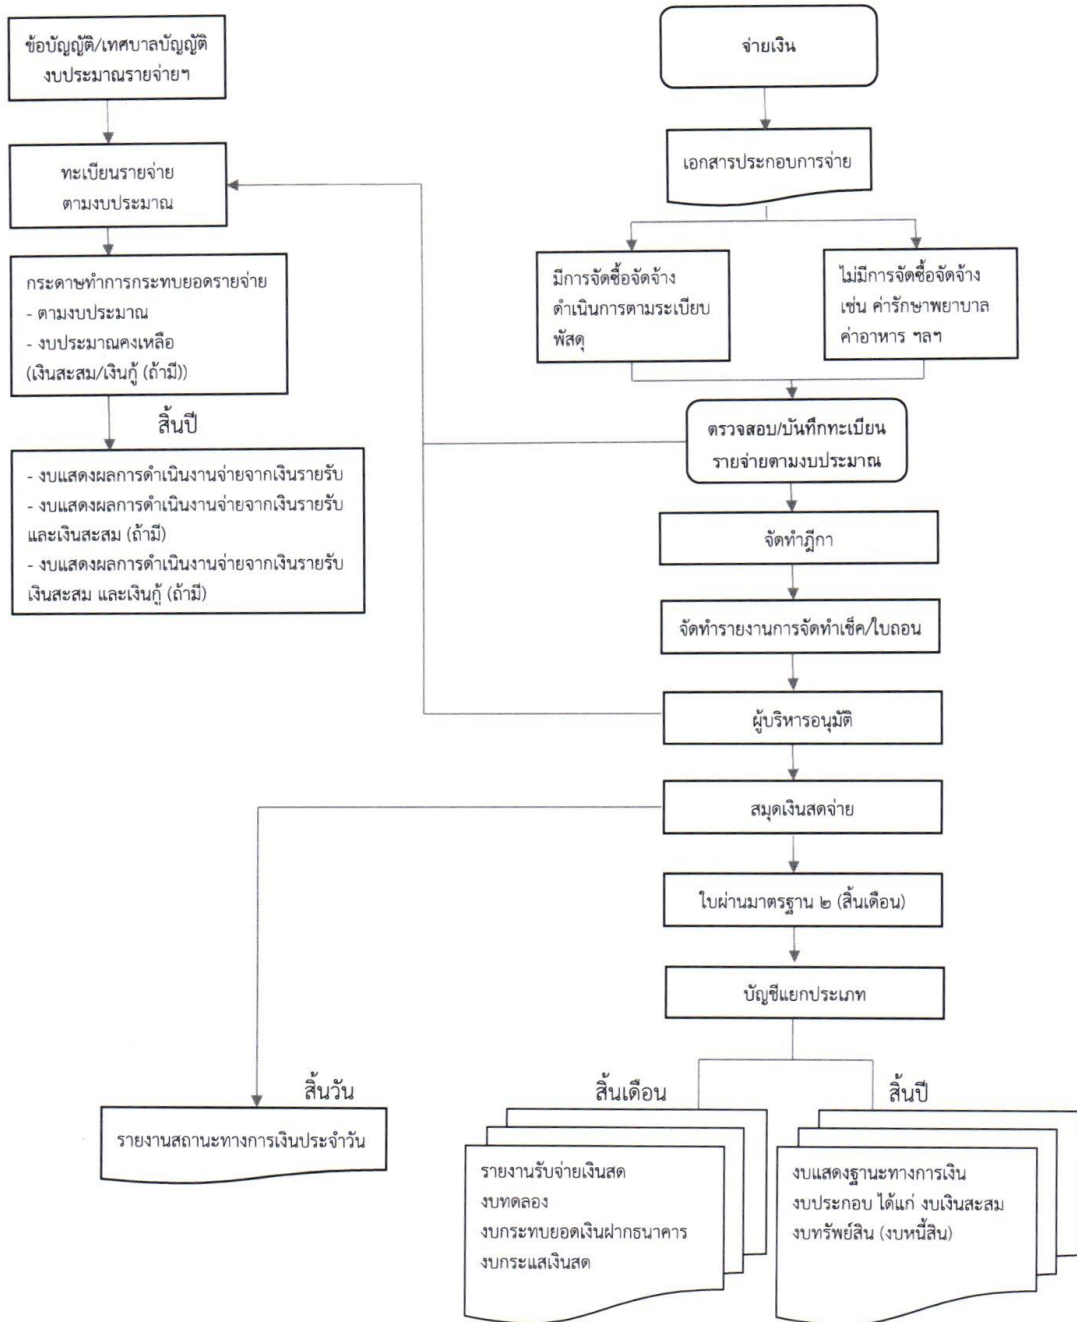 ข้อบัญญัติ/เทศบาลบัญญัติ
งบประมาณรายจ่ายฯ
ทะเบียนรายจ่าย
ตามงบประมาณ
กระดาษทำการกระทบยอดรายจ่าย
- ตามงบประมาณ
- งบประมาณคงเหลือ
(เงินสะสม/เงินกู้ (ถ้ามี))
สิ้นปี
- งบแสดงผลการดำเนินงานจ่ายจากเงินรายรับ
- งบแสดงผลการดำเนินงานจ่ายจากเงินรายรับ
และเงินสะสม (ถ้ามี)
- งบแสดงผลการดำเนินงานจ่ายจากเงินรายรับ
เงินสะสม และเงินกู้ (ถ้ามี)
จ่ายเงิน
เอกสารประกอบการจ่าย
มีการจัดซื้อจัดจ้าง
ดำเนินการตามระเบียบ
พัสดุ
ไม่มีการจัดซื้อจัดจ้าง
เช่น ค่ารักษาพยาบาล
ค่าอาหาร ฯลฯ
ตรวจสอบ/บันทึกทะเบียน
รายจ่ายตามงบประมาณ
จัดทำฎีกา
จัดทำรายงานการจัดทำเช็ค/ใบถอน
ผู้บริหารอนุมัติ
สมุดเงินสดจ่าย
ใบผ่านมาตรฐาน ๒ (สิ้นเดือน)
บัญชีแยกประเภท
สิ้นวัน
รายงานสถานะทางการเงินประจำวัน
สิ้นเดือน
รายงานรับจ่ายเงินสด
งบทดลอง
งบกระทบยอดเงินฝากธนาคาร
งบกระแสเงินสด
สิ้นปี
งบแสดงฐานะทางการเงิน
งบประกอบ ได้แก่ งบเงินสะสม
งบทรัพย์สิน (งบหนี้สิน)